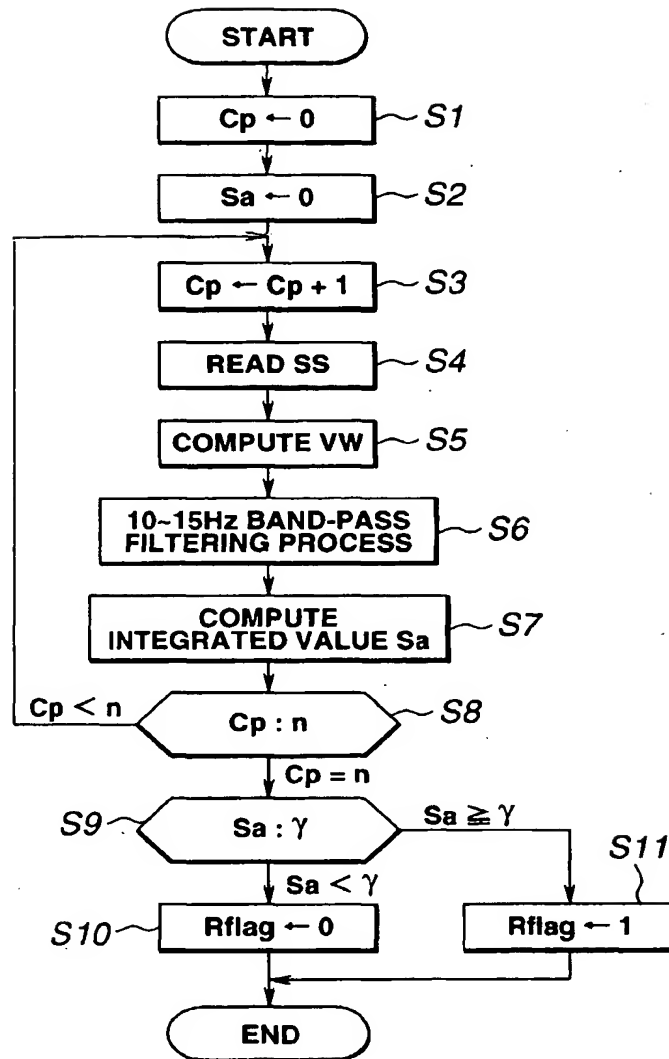 START
Cp ← 0
S1
Sa ← 0
S2
Cp ← Cp + 1
S3
READ SS
S4
COMPUTE VW
S5
10~15Hz BAND-PASS
FILTERING PROCESS
S6
COMPUTE
INTEGRATED VALUE Sa
S7
Cp < n
Cp : n
S8
Cp = n
S9
Sa : γ
Sa ≧ γ
Sa < γ
S11
S10
Rflag ← 0
Rflag ← 1
END